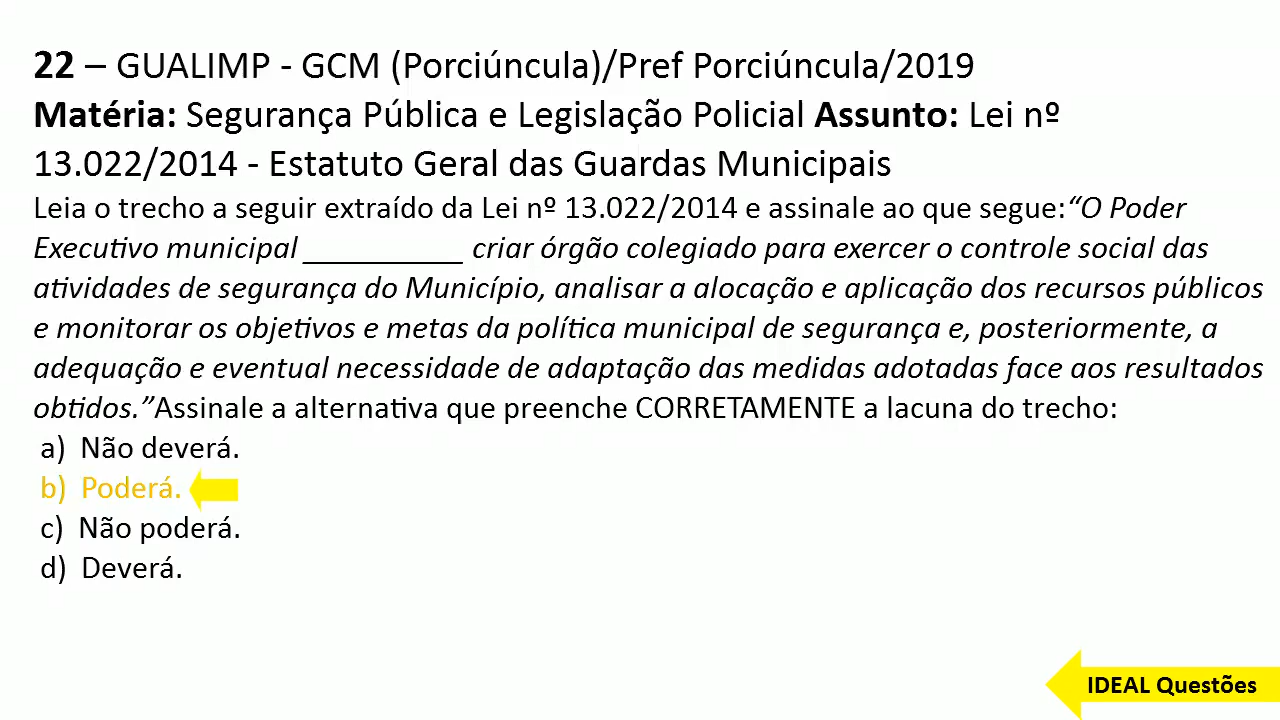 22 – GUALIMP - GCM (Porciúncula)/Pref Porciúncula/2019
Matéria: Segurança Pública e Legislação Policial Assunto: Lei nº
13.022/2014 - Estatuto Geral das Guardas Municipais
Leia o trecho a seguir extraído da Lei nº 13.022/2014 e assinale ao que segue:“O Poder
Executivo municipal __________ criar órgão colegiado para exercer o controle social das
atividades de segurança do Município, analisar a alocação e aplicação dos recursos públicos
e monitorar os objetivos e metas da política municipal de segurança e, posteriormente, a
adequação e eventual necessidade de adaptação das medidas adotadas face aos resultados
obtidos.”Assinale a alternativa que preenche CORRETAMENTE a lacuna do trecho:
a) Não deverá.
b) Poderá.
c) Não poderá.
d) Deverá.
IDEAL Questões